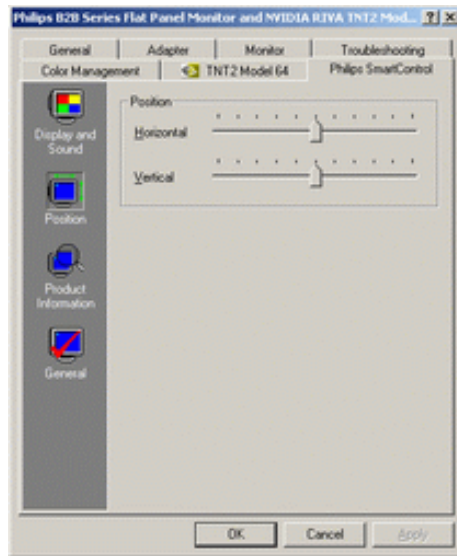 Philips B2B Series Flat Panel Monitor and NVIDIA RIVA TNT2 Mod...
General Adapter Monitor Troubleshooting
Color Management TNT2 Model 64 Philips SmartControl
Display and
Sound
Position
Product
Information
General
Position
Horizontal
Vertical
OK Cancel Apply